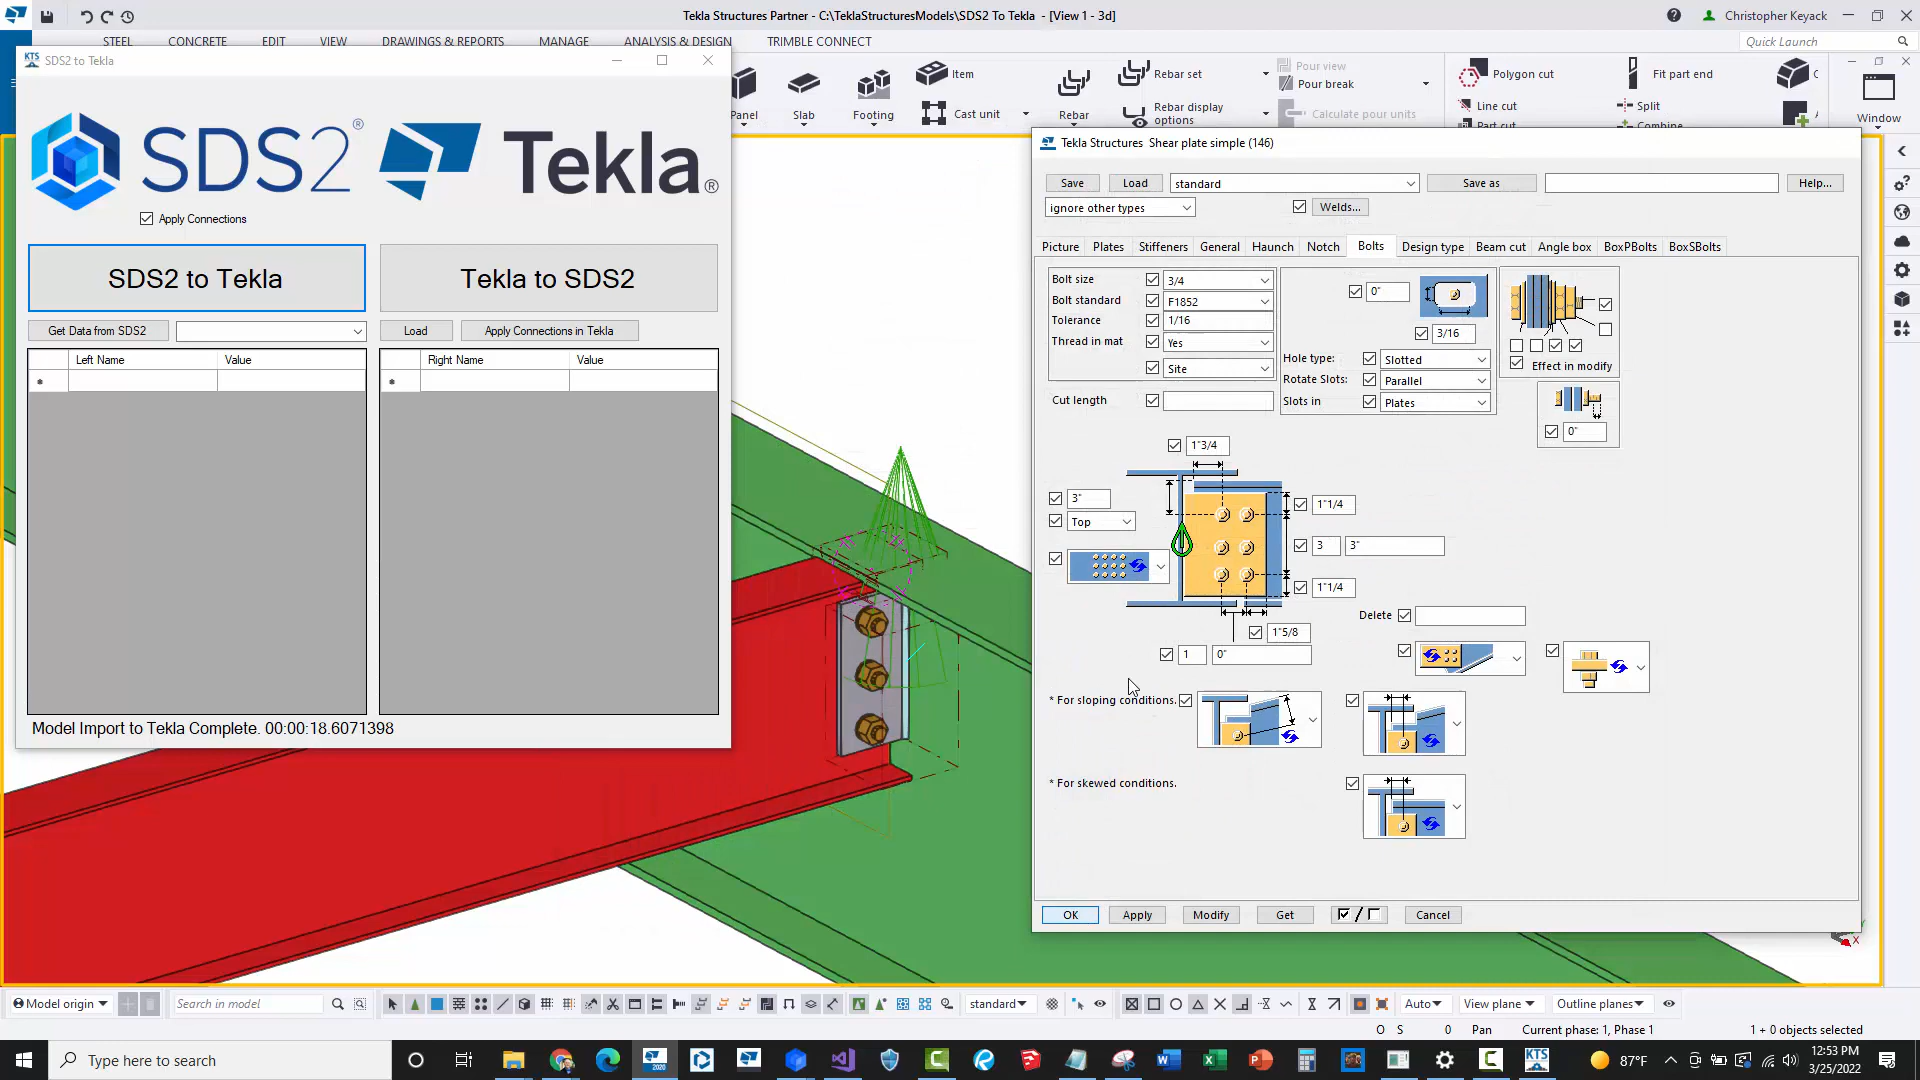 Tekla Structures Partner - C:\TeklaStructuresModels\SDS2 To Tekla - [View 1 - 3d]
Christopher Keyack
STEEL CONCRETE EDIT VIEW DRAWINGS & REPORTS MANAGE ANALYSIS & DESIGN TRIMBLE CONNECT
Quick Launch
Panel
Slab
Footing
Item
Cast unit
Rebar
Rebar set
Rebar display options
Pour view
Pour break
Calculate pour units
Polygon cut
Line cut
Part cut
Fit part end
Split
Combine
Window
KTS SDS2 to Tekla
SDS2® Tekla®
Apply Connections
SDS2 to Tekla
Tekla to SDS2
Get Data from SDS2
Load
Apply Connections in Tekla
Left Name Value
Right Name Value
Model Import to Tekla Complete. 00:00:18.6071398
Tekla Structures Shear plate simple (146)
Save Load standard Save as Help...
ignore other types Welds...
Picture Plates Stiffeners General Haunch Notch Bolts Design type Beam cut Angle box BoxPBolts BoxSBolts
Bolt size 3/4
Bolt standard F1852
Tolerance 1/16
Thread in mat Yes
Site
Cut length
0"
3/16
Hole type: Slotted
Rotate Slots: Parallel
Slots in Plates
Effect in modify
0"
1"3/4
3"
Top
1"1/4
3 3"
1"1/4
Delete
1"5/8
1 0"
* For sloping conditions.
* For skewed conditions.
OK Apply Modify Get / Cancel
Model origin
Search in model
standard
Auto
View plane
Outline planes
O S 0 Pan Current phase: 1, Phase 1 1 + 0 objects selected
Type here to search
2020
KTS
87°F
12:53 PM
3/25/2022